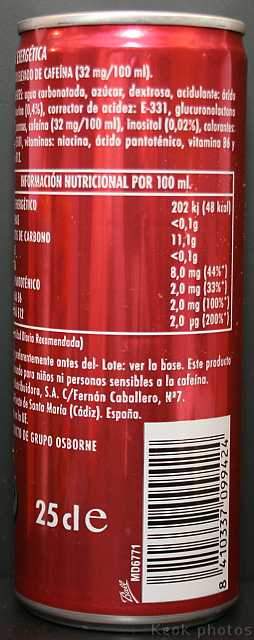 ENERGÉTICA
DE CAFEÍNA (32 mg/100 ml).
agua carbonatada, azúcar, dextrosa, acidulante: ácido
(0,4%), corrector de acidez: E-331, glucuronolactona
cafeína (32 mg/100 ml), inositol (0,02%), colorantes:
vitaminas: niacina, ácido pantoténico, vitamina B6 y
INFORMACIÓN NUTRICIONAL POR 100 ml.
202 kj (48 kcal)
<0,1g
DE CARBONO 11,1g
<0,1g
8,0 mg (44%*)
2,0 mg (33%*)
2,0 mg (100%*)
2,0 µg (200%*)
Diaria Recomendada)
preferentemente antes del- Lote: ver la base. Este producto
para niños ni personas sensibles a la cafeína.
S.A. C/Fernán Caballero, Nº7.
de Santa María (Cádiz). España.
UE.
DE GRUPO OSBORNE
25 cl e
Ball
MD6771
8 410337 099424
Kzok photos